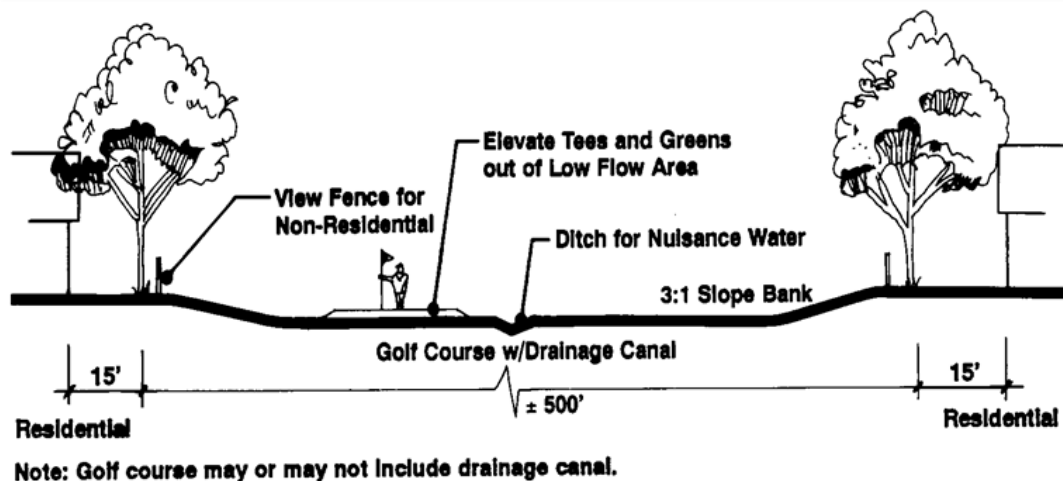 Elevate Tees and Greens
out of Low Flow Area
View Fence for
Non-Residential
Ditch for Nuisance Water
3:1 Slope Bank
Golf Course w/Drainage Canal
15'
± 500'
15'
Residential
Residential
Note: Golf course may or may not include drainage canal.